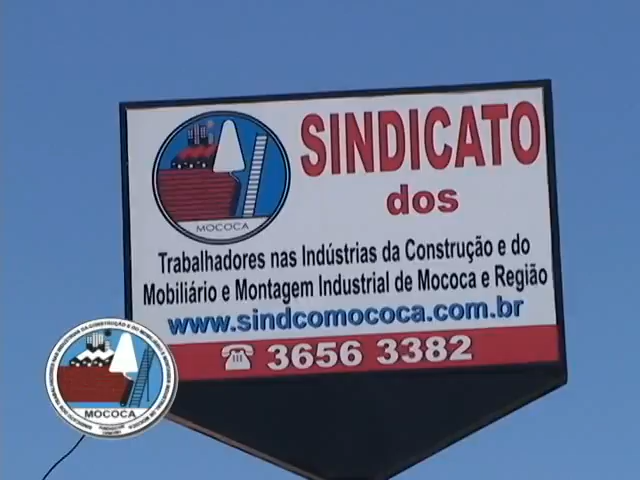 SINDICATO
dos
MOCOCA
Trabalhadores nas Indústrias da Construção e do
Mobiliário e Montagem Industrial de Mococa e Região
www.sindcomococa.com.br
3656 3382
MOCOCA